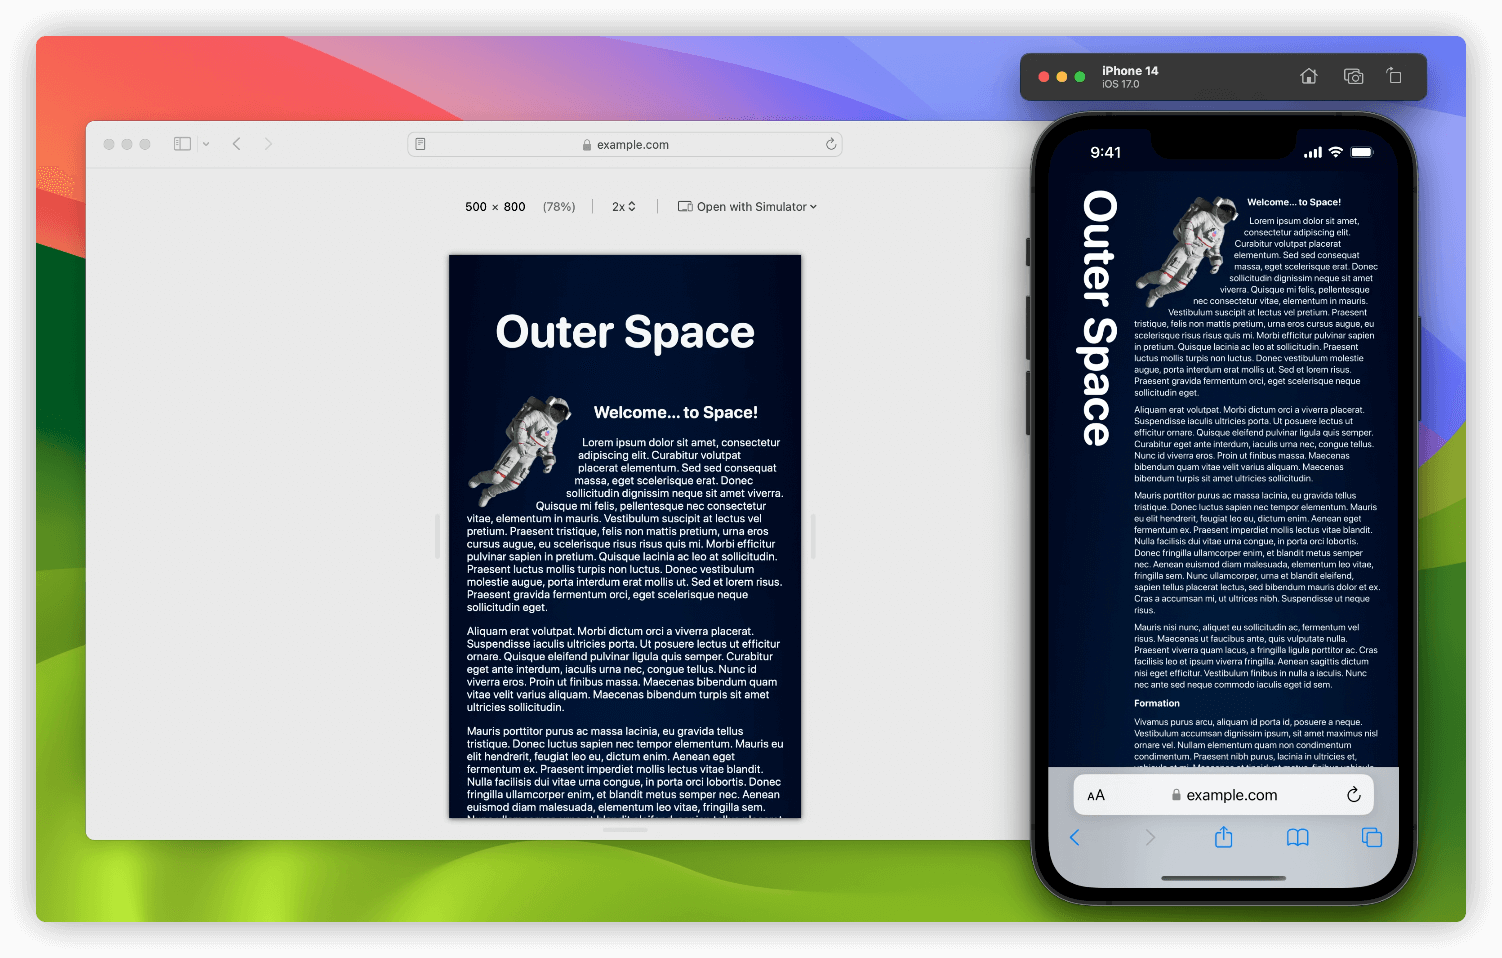 example.com
500 × 800 (78%) 2x Open with Simulator
Outer Space
Welcome... to Space!
Lorem ipsum dolor sit amet, consectetur
adipiscing elit. Curabitur volutpat
placerat elementum. Sed sed consequat
massa, eget scelerisque erat. Donec
sollicitudin dignissim neque sit amet viverra.
Quisque mi felis, pellentesque nec consectetur
vitae, elementum in mauris. Vestibulum suscipit at lectus vel
pretium. Praesent tristique, felis non mattis pretium, urna eros
cursus augue, eu scelerisque risus risus quis mi. Morbi efficitur
pulvinar sapien in pretium. Quisque lacinia ac leo at sollicitudin.
Praesent luctus mollis turpis non luctus. Donec vestibulum
molestie augue, porta interdum erat mollis ut. Sed et lorem risus.
Praesent gravida fermentum orci, eget scelerisque neque
sollicitudin eget.
Aliquam erat volutpat. Morbi dictum orci a viverra placerat.
Suspendisse iaculis ultricies porta. Ut posuere lectus ut efficitur
ornare. Quisque eleifend pulvinar ligula quis semper. Curabitur
eget ante interdum, iaculis urna nec, congue tellus. Nunc id
viverra eros. Proin ut finibus massa. Maecenas bibendum quam
vitae velit varius aliquam. Maecenas bibendum turpis sit amet
ultricies sollicitudin.
Mauris porttitor purus ac massa lacinia, eu gravida tellus
tristique. Donec luctus sapien nec tempor elementum. Mauris eu
elit hendrerit, feugiat leo eu, dictum enim. Aenean eget
fermentum ex. Praesent imperdiet mollis lectus vitae blandit.
Nulla facilisis dui vitae urna congue, in porta orci lobortis. Donec
fringilla ullamcorper enim, et blandit metus semper nec. Aenean
euismod diam malesuada, elementum leo vitae, fringilla sem.
iPhone 14
iOS 17.0
9:41
Outer Space
Welcome... to Space!
Lorem ipsum dolor sit amet,
consectetur adipiscing elit.
Curabitur volutpat placerat
elementum. Sed sed consequat
massa, eget scelerisque erat. Donec
sollicitudin dignissim neque sit amet
viverra. Quisque mi felis, pellentesque
nec consectetur vitae, elementum in mauris.
Vestibulum suscipit at lectus vel pretium. Praesent
tristique, felis non mattis pretium, urna eros cursus augue, eu
scelerisque risus risus quis mi. Morbi efficitur pulvinar sapien
in pretium. Quisque lacinia ac leo at sollicitudin. Praesent
luctus mollis turpis non luctus. Donec vestibulum molestie
augue, porta interdum erat mollis ut. Sed et lorem risus.
Praesent gravida fermentum orci, eget scelerisque neque
sollicitudin eget.
Aliquam erat volutpat. Morbi dictum orci a viverra placerat.
Suspendisse iaculis ultricies porta. Ut posuere lectus ut
efficitur ornare. Quisque eleifend pulvinar ligula quis semper.
Curabitur eget ante interdum, iaculis urna nec, congue tellus.
Nunc id viverra eros. Proin ut finibus massa. Maecenas
bibendum quam vitae velit varius aliquam. Maecenas
bibendum turpis sit amet ultricies sollicitudin.
Mauris porttitor purus ac massa lacinia, eu gravida tellus
tristique. Donec luctus sapien nec tempor elementum. Mauris
eu elit hendrerit, feugiat leo eu, dictum enim. Aenean eget
fermentum ex. Praesent imperdiet mollis lectus vitae blandit.
Nulla facilisis dui vitae urna congue, in porta orci lobortis.
Donec fringilla ullamcorper enim, et blandit metus semper
nec. Aenean euismod diam malesuada, elementum leo vitae,
fringilla sem. Nunc ullamcorper, urna et blandit eleifend,
sapien tellus placerat lectus, sed bibendum mauris dolor et ex.
Cras a accumsan mi, ut ultrices nibh. Suspendisse ut neque
risus.
Mauris nisi nunc, aliquet eu sollicitudin ac, fermentum vel
risus. Maecenas ut faucibus ante, quis vulputate nulla.
Praesent viverra quam lacus, a fringilla ligula porttitor ac. Cras
facilisis leo et ipsum viverra fringilla. Aenean sagittis dictum
nisi eget efficitur. Vestibulum finibus in nulla a iaculis. Nunc
nec ante sed neque commodo iaculis eget id sem.
Formation
Vivamus purus arcu, aliquam id porta id, posuere a neque.
Vestibulum accumsan dignissim ipsum, sit amet maximus nisl
ornare vel. Nullam elementum quam non condimentum
condimentum. Praesent nibh purus, lacinia in ultricies et,
AA example.com